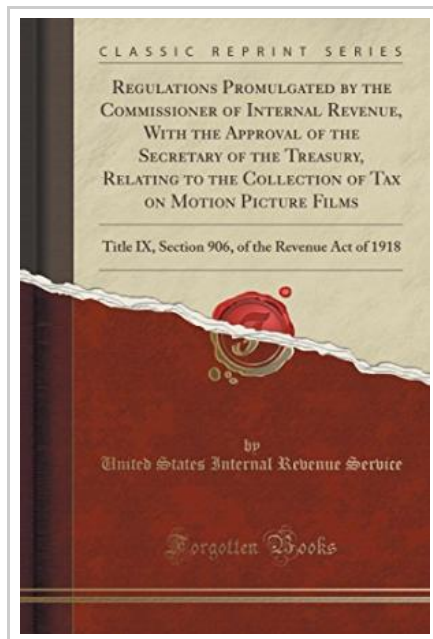 CLASSIC REPRINT SERIES
REGULATIONS PROMULGATED BY THE
COMMISSIONER OF INTERNAL REVENUE,
WITH THE APPROVAL OF THE
SECRETARY OF THE TREASURY,
RELATING TO THE COLLECTION OF TAX
ON MOTION PICTURE FILMS
Title IX, Section 906, of the Revenue Act of 1918
by
United States Internal Revenue Service
Forgotten Books